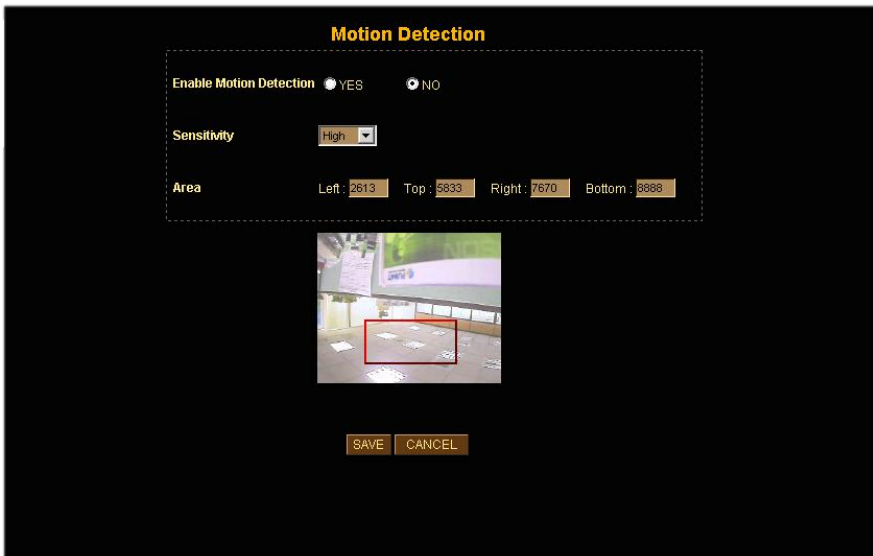 Motion Detection
Enable Motion Detection YES NO
Sensitivity High
Area Left : 2613 Top : 5833 Right : 7670 Bottom : 8888
SAVE CANCEL